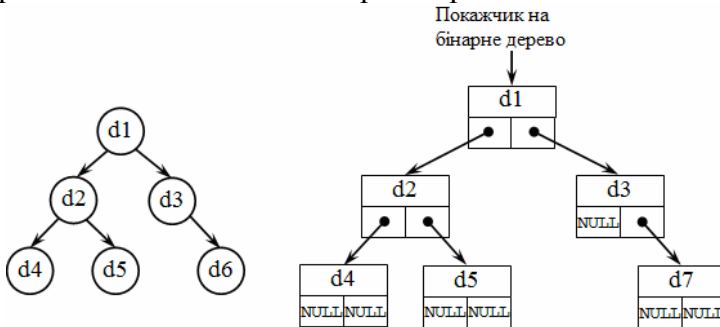 Покажчик на
бінарне дерево
d1
d2
d3
d4
d5
d6
d1
d2
d3
NULL
d4
d5
d7
NULL NULL
NULL NULL
NULL NULL